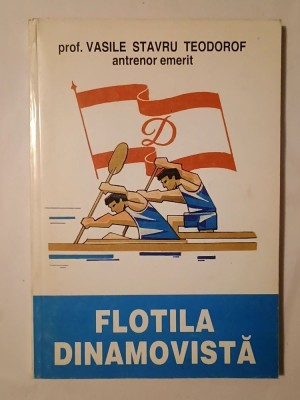 prof. VASILE STAVRU TEODOROF
antrenor emerit
D
FLOTILA
DINAMOVISTĂ